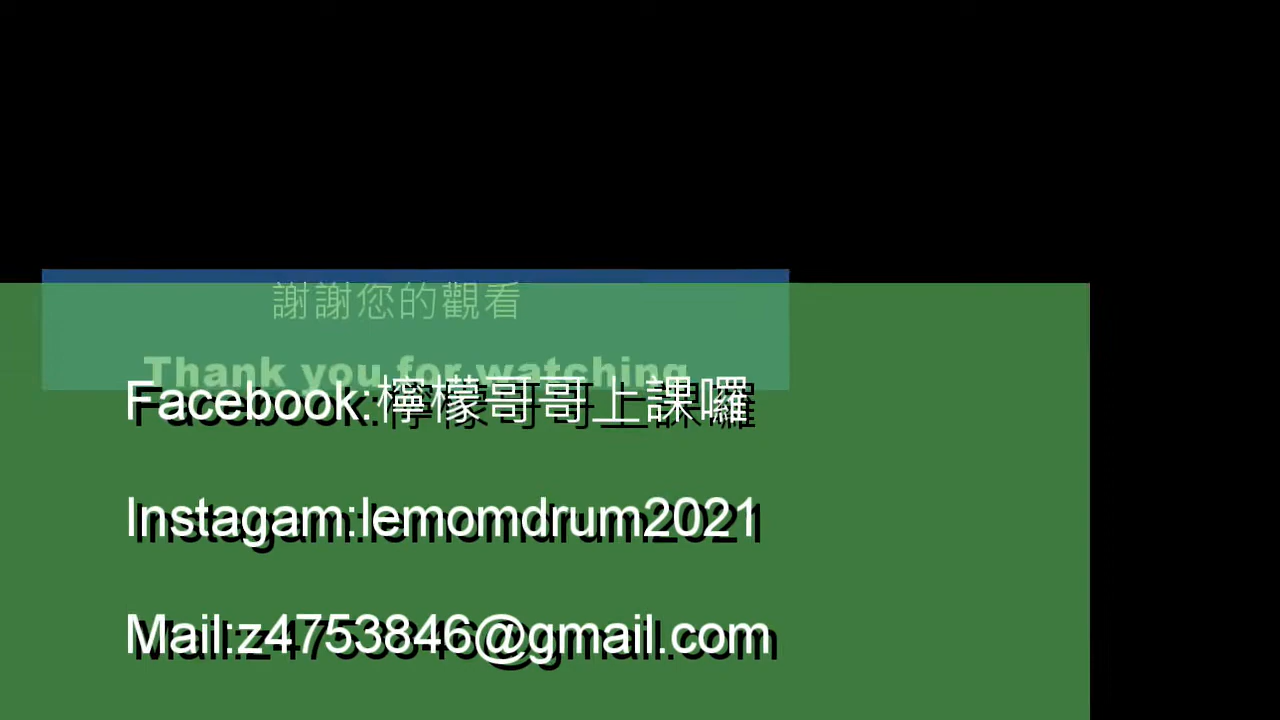 謝謝您的觀看
Thank you for watching
Facebook:檸檬哥哥上課囉
Instagam:lemomdrum2021
Mail:z4753846@gmail.com